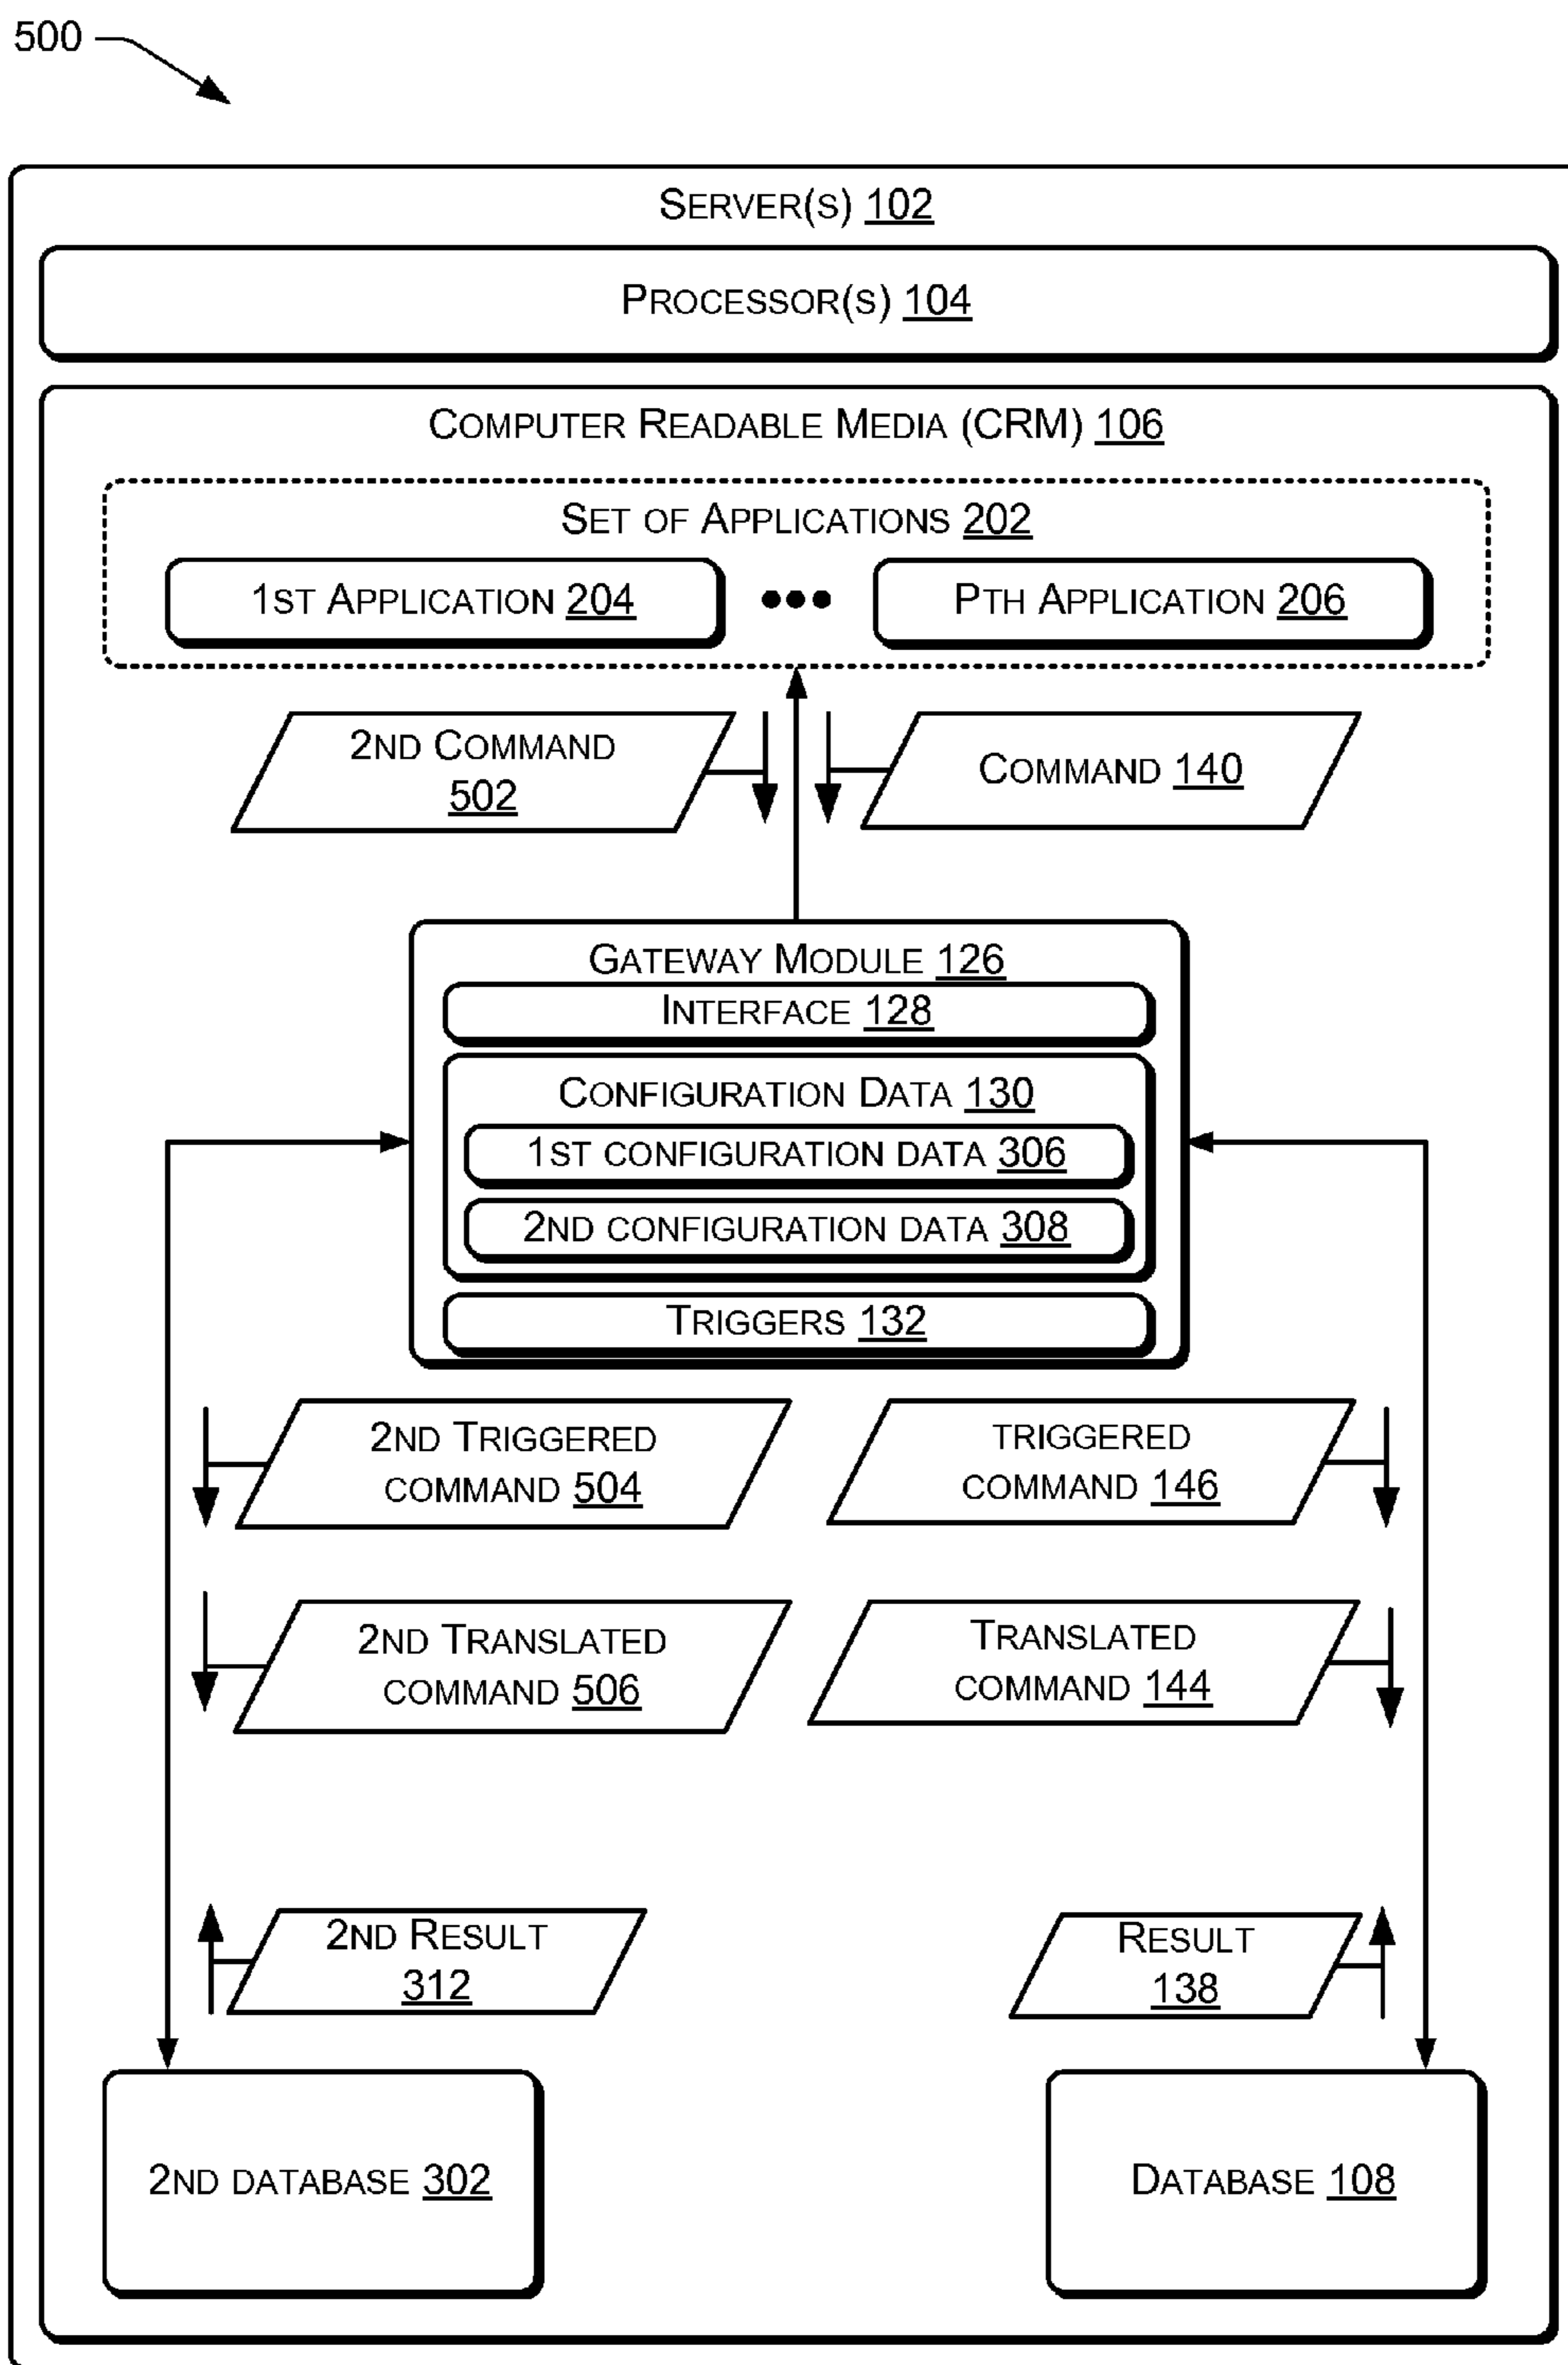 500
SERVER(S) 102
PROCESSOR(S) 104
COMPUTER READABLE MEDIA (CRM) 106
SET OF APPLICATIONS 202
1ST APPLICATION 204
PTH APPLICATION 206
2ND COMMAND
502
COMMAND 140
GATEWAY MODULE 126
INTERFACE 128
CONFIGURATION DATA 130
1ST CONFIGURATION DATA 306
2ND CONFIGURATION DATA 308
TRIGGERS 132
2ND TRIGGERED
COMMAND 504
TRIGGERED
COMMAND 146
2ND TRANSLATED
COMMAND 506
TRANSLATED
COMMAND 144
2ND RESULT
312
RESULT
138
2ND DATABASE 302
DATABASE 108